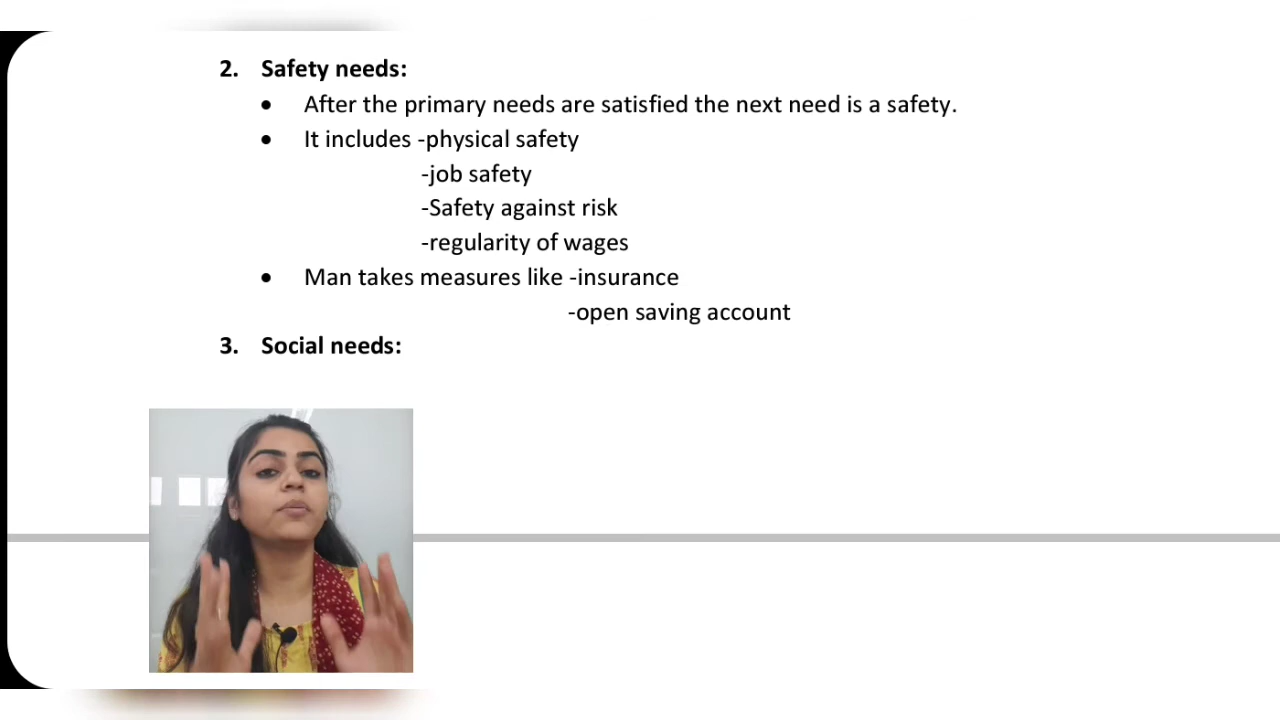 2. Safety needs:
• After the primary needs are satisfied the next need is a safety.
• It includes -physical safety
-job safety
-Safety against risk
-regularity of wages
• Man takes measures like -insurance
-open saving account
3. Social needs: